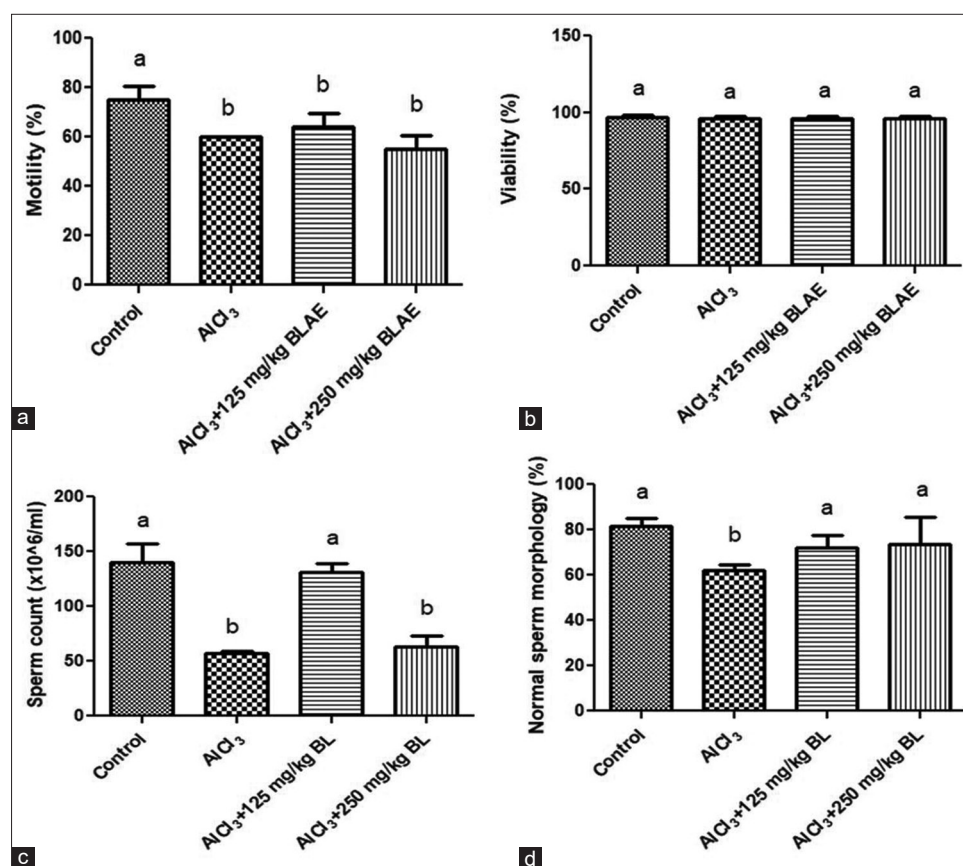 100
80
60
40
20
0
Motility (%)
a
b
b
b
Control
AlCl3
AlCl3+125 mg/kg BLAE
AlCl3+250 mg/kg BLAE
a
150
100
50
0
Viability (%)
a
a
a
a
Control
AlCl3
AlCl3+125 mg/kg BLAE
AlCl3+250 mg/kg BLAE
b
200
150
100
50
0
Sperm count (x10^6/ml)
a
b
a
b
Control
AlCl3
AlCl3+125 mg/kg BL
AlCl3+250 mg/kg BL
c
100
80
60
40
20
0
Normal sperm morphology (%)
a
b
a
a
Control
AlCl3
AlCl3+125 mg/kg BL
AlCl3+250 mg/kg BL
d